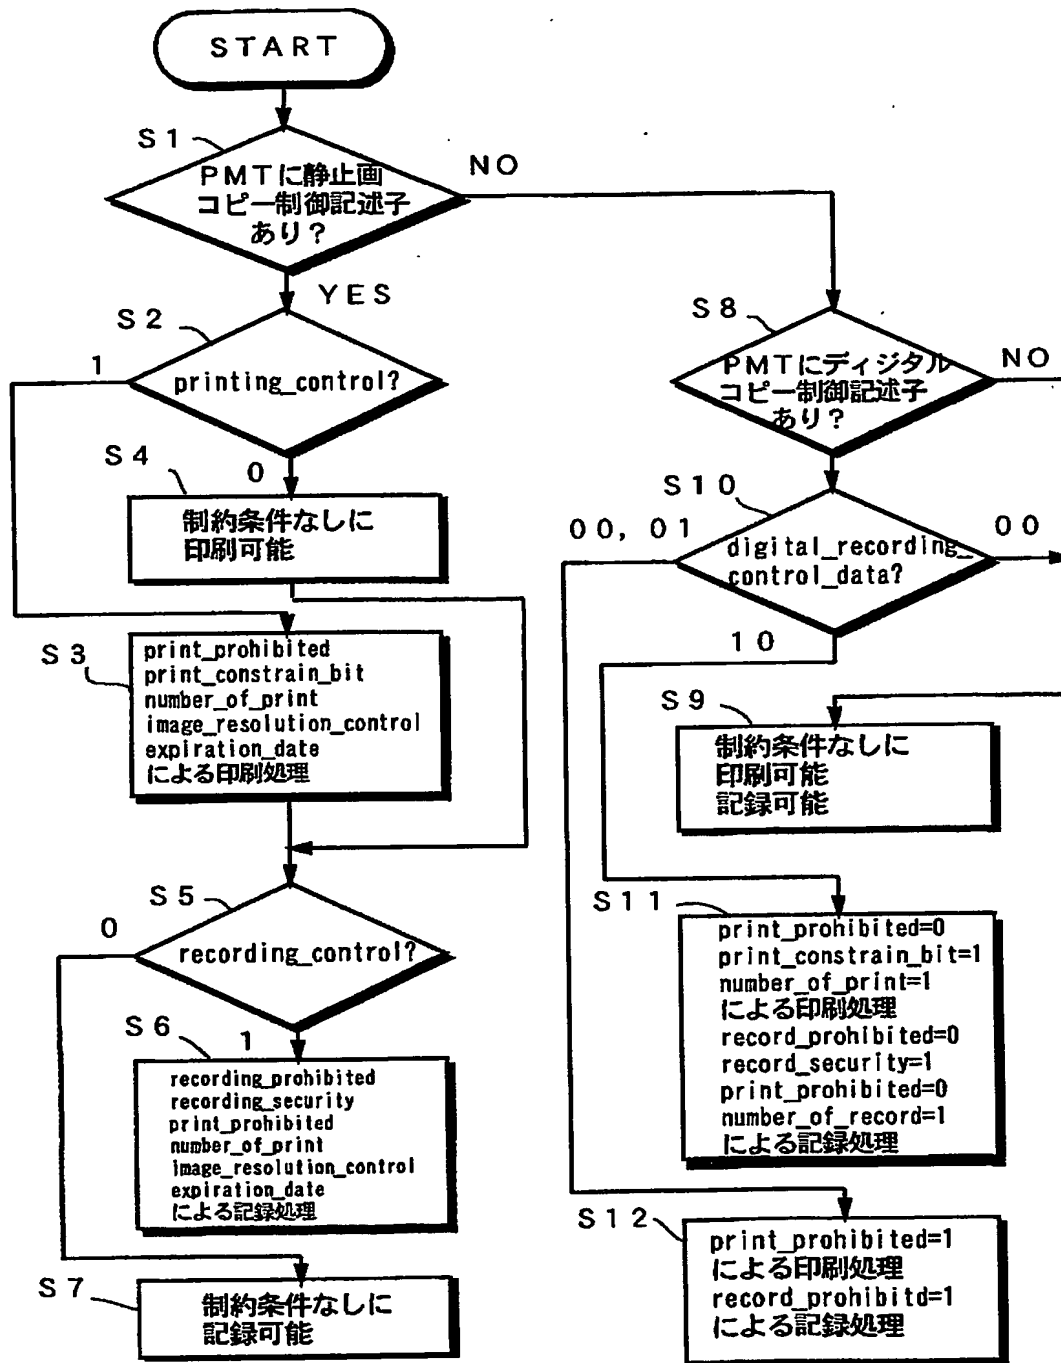 START
S1
PMTに静止画
コピー制御記述子
あり?
NO
YES
S2
1
printing_control?
0
S4
制約条件なしに
印刷可能
S3
print_prohibited
print_constrain_bit
number_of_print
image_resolution_control
expiration_date
による印刷処理
S5
0
recording_control?
1
S6
recording_prohibited
recording_security
print_prohibited
number_of_print
image_resolution_control
expiration_date
による記録処理
S7
制約条件なしに
記録可能
S8
PMTにディジタル
コピー制御記述子
あり?
NO
S10
00, 01
digital_recording_
control_data?
00
10
S9
制約条件なしに
印刷可能
記録可能
S11
print_prohibited=0
print_constrain_bit=1
number_of_print=1
による印刷処理
record_prohibited=0
record_security=1
print_prohibited=0
number_of_record=1
による記録処理
S12
print_prohibited=1
による印刷処理
record_prohibitd=1
による記録処理